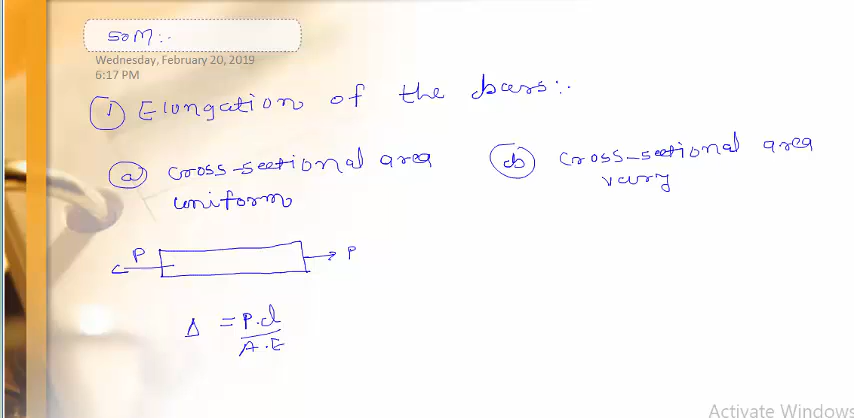 SOM:-
Wednesday, February 20, 2019
6:17 PM
① Elongation of the bars:-
ⓐ cross-sectional area
uniform
ⓑ cross-sectional area
vary
P
P
Δ = P.l
A.E
Activate Windows